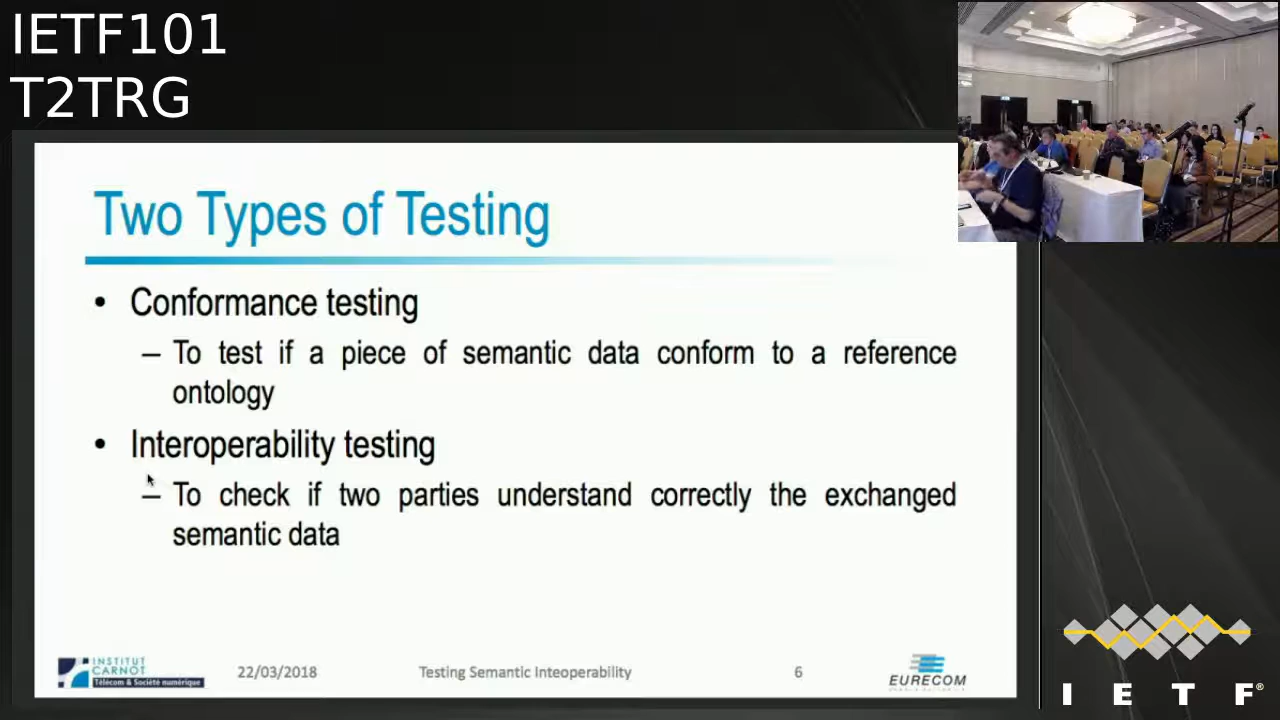 IETF101
T2TRG
Two Types of Testing
• Conformance testing
– To test if a piece of semantic data conform to a reference
ontology
• Interoperability testing
– To check if two parties understand correctly the exchanged
semantic data
INSTITUT
CARNOT
Télécom & Société numérique
22/03/2018
Testing Semantic Inteoperability
6
EURECOM
I E T F®